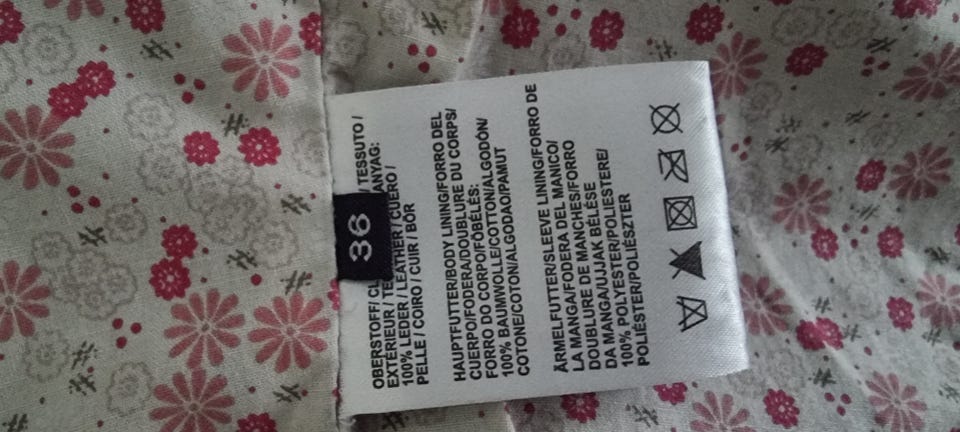 36
OBERSTOFF/ / TESSUTO /
EXTÉRIEUR /
100% LEDER / LEATHER / CUERO /
PELLE / COIRO / CUIR / BŐR
HAUPTFUTTER/BODY LINING/FORRO DEL
CUERPO/FODERA/DOUBLURE DU CORPS/
FORRO DO CORPO/FŐBÉLÉS:
100% BAUMWOLLE/COTTON/ALGODÓN/
COTONE/COTON/ALGODAO/PAMUT
ÄRMELFUTTER/SLEEVE LINING/FORRO DE
LA MANGA/FODERA DEL MANICO/
DOUBLURE DE MANCHES/FORRO
DA MANGA/UJJAK BÉLÉSE
100% POLYESTER/POLIESTERE/
POLIÉSTER/POLIÉSZTER